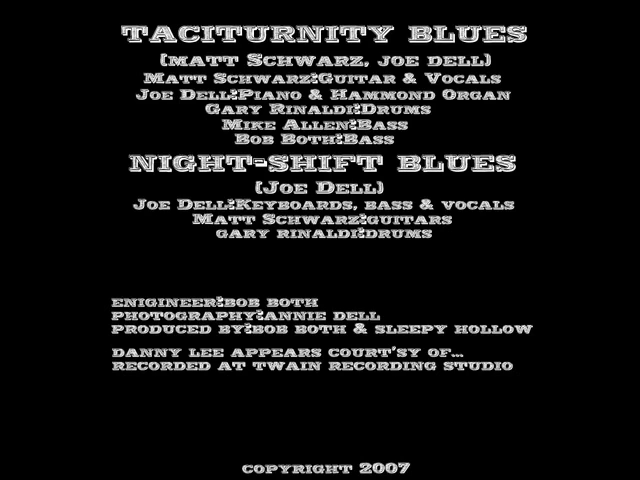 TACITURNITY BLUES
(MATT SCHWARZ, JOE DELL)
MATT SCHWARZ:GUITAR & VOCALS
JOE DELL:PIANO & HAMMOND ORGAN
GARY RINALDI:DRUMS
MIKE ALLEN:BASS
BOB BOTH:BASS
NIGHT-SHIFT BLUES
(JOE DELL)
JOE DELL:KEYBOARDS, BASS & VOCALS
MATT SCHWARZ:GUITARS
GARY RINALDI:DRUMS
ENIGINEER:BOB BOTH
PHOTOGRAPHY:ANNIE DELL
PRODUCED BY:BOB BOTH & SLEEPY HOLLOW
DANNY LEE APPEARS COURT'SY OF...
RECORDED AT TWAIN RECORDING STUDIO
COPYRIGHT 2007